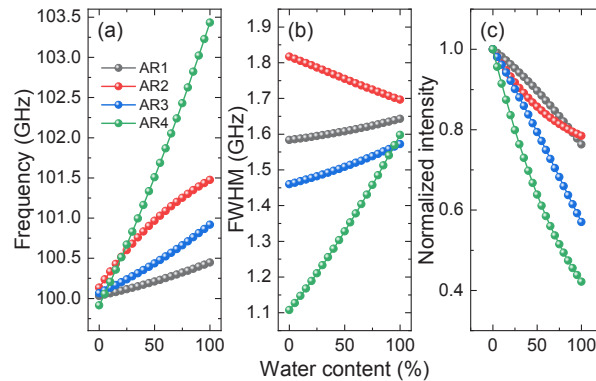 (a)
(b)
(c)
AR1
AR2
AR3
AR4
Frequency (GHz)
103.5
103.0
102.5
102.0
101.5
101.0
100.5
100.0
0 50 100
FWHM (GHz)
1.9
1.8
1.7
1.6
1.5
1.4
1.3
1.2
1.1
0 50 100
Normalized intensity
1.0
0.8
0.6
0.4
0 50 100
Water content (%)